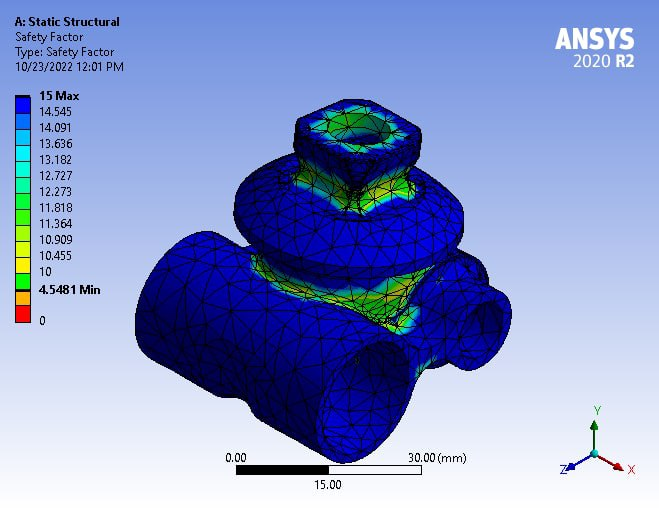 A: Static Structural
Safety Factor
Type: Safety Factor
10/23/2022 12:01 PM
ANSYS
2020 R2
15 Max
14.545
14.091
13.636
13.182
12.727
12.273
11.818
11.364
10.909
10.455
10
4.5481 Min
0
0.00
30.00 (mm)
15.00
Y
Z
X